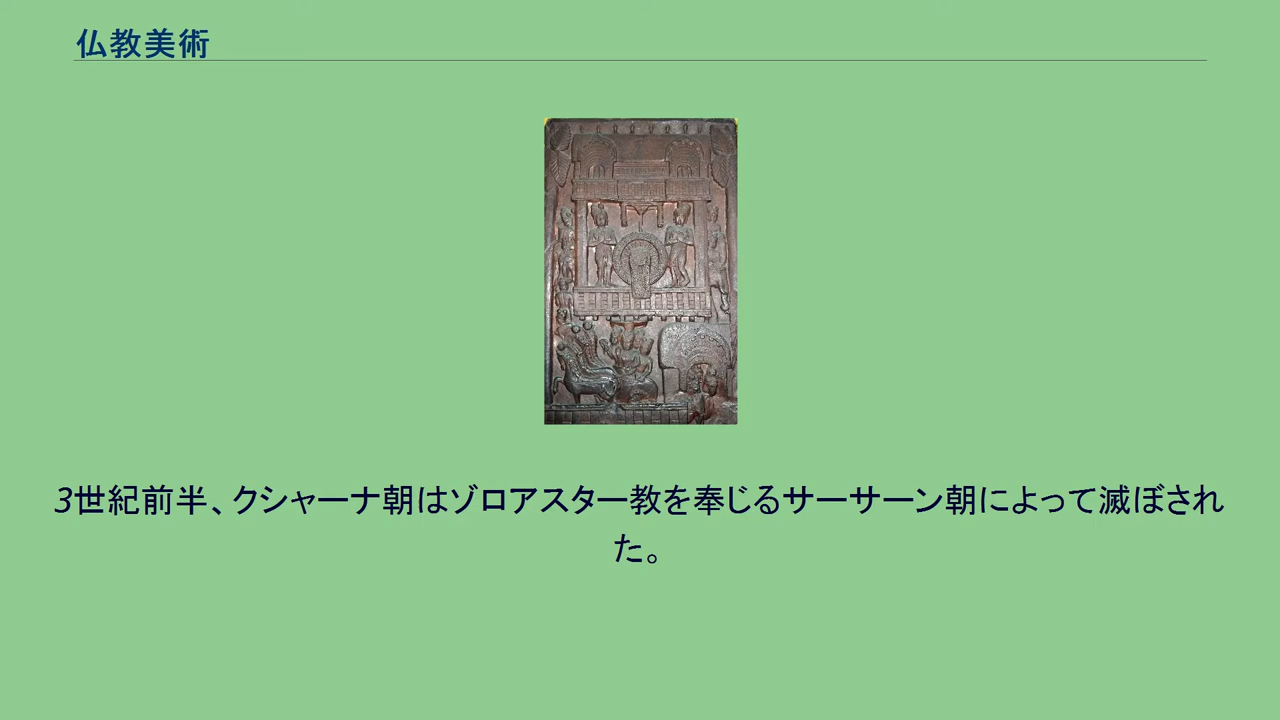 仏教美術
3世紀前半、クシャーナ朝はゾロアスター教を奉じるサーサーン朝によって滅ぼされ
た。